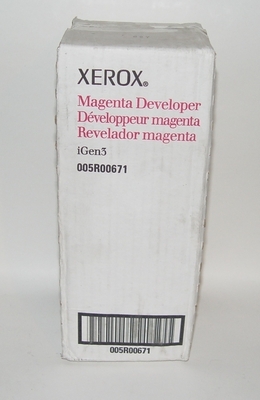 XEROX®
Magenta Developer
Développeur magenta
Revelador magenta
iGen3
005R00671
005R00671